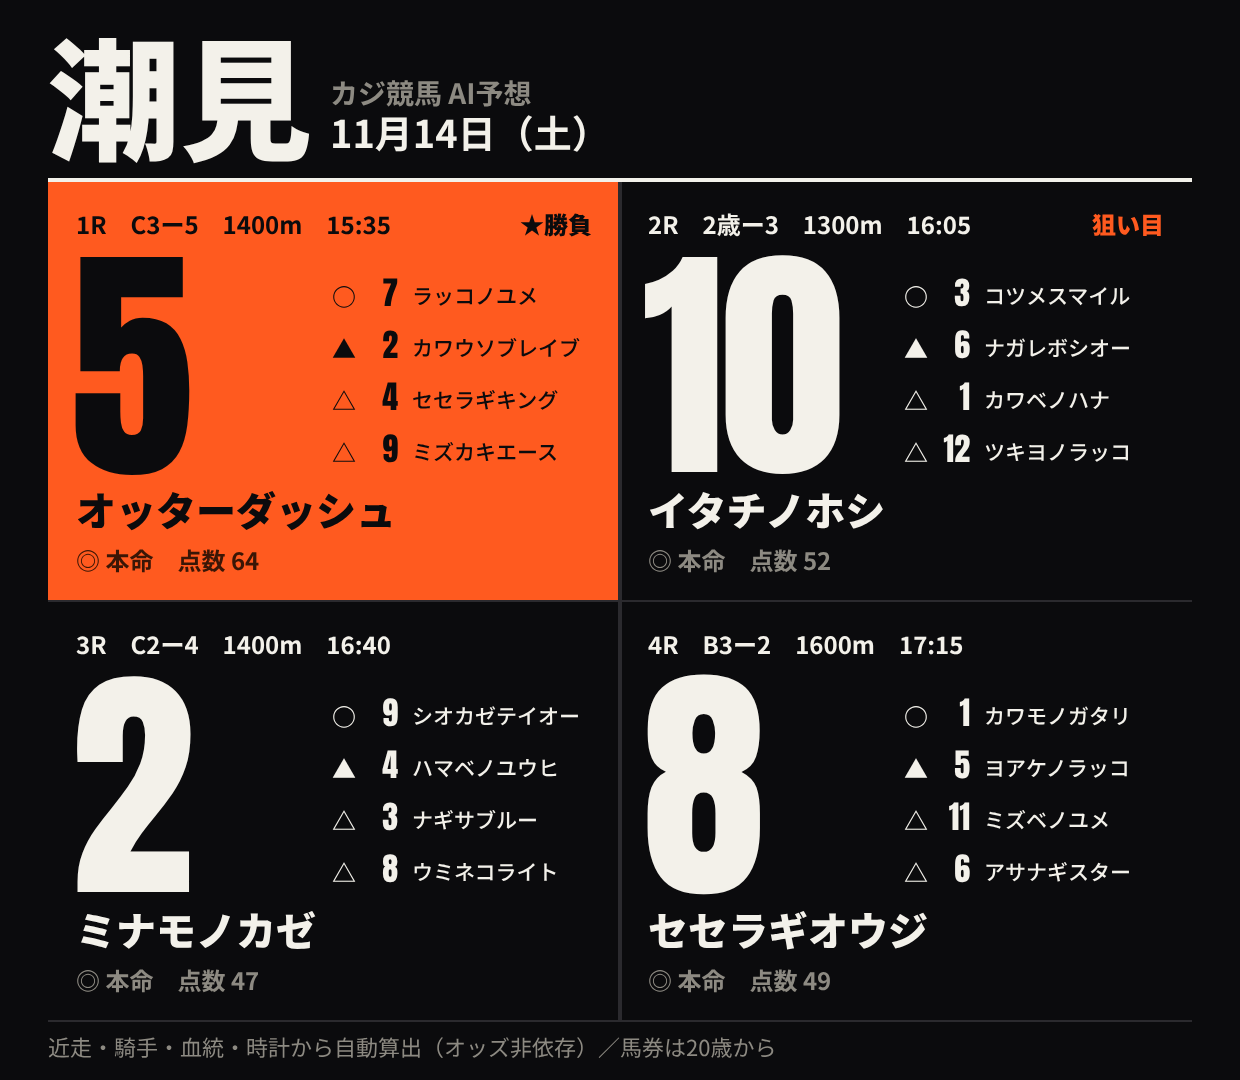 潮見
カジ競馬 AI予想
11月14日（土）
1R C3ー5 1400m 15:35 ★勝負
5
○ 7 ラッコノユメ
▲ 2 カワウソブレイブ
△ 4 セセラギキング
△ 9 ミズカキエース
オッターダッシュ
◎ 本命 点数 64
2R 2歳ー3 1300m 16:05 狙い目
10
○ 3 コツメスマイル
▲ 6 ナガレボシオー
△ 1 カワベノハナ
△ 12 ツキヨノラッコ
イタチノホシ
◎ 本命 点数 52
3R C2ー4 1400m 16:40
2
○ 9 シオカゼテイオー
▲ 4 ハマベノユウヒ
△ 3 ナギサブルー
△ 8 ウミネコライト
ミナモノカゼ
◎ 本命 点数 47
4R B3ー2 1600m 17:15
8
○ 1 カワモノガタリ
▲ 5 ヨアケノラッコ
△ 11 ミズベノユメ
△ 6 アサナギスター
セセラギオウジ
◎ 本命 点数 49
近走・騎手・血統・時計から自動算出（オッズ非依存）／馬券は20歳から